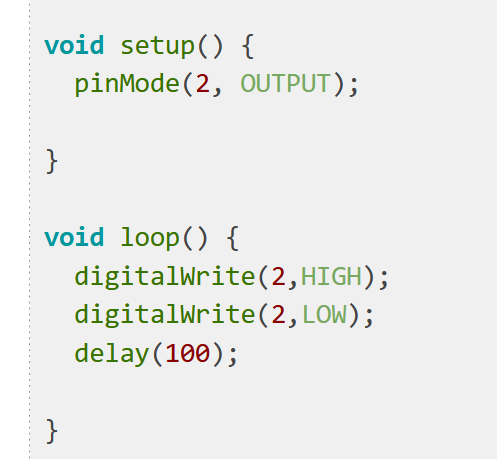 void setup() {
  pinMode(2, OUTPUT);
}
void loop() {
  digitalWrite(2,HIGH);
  digitalWrite(2,LOW);
  delay(100);
}